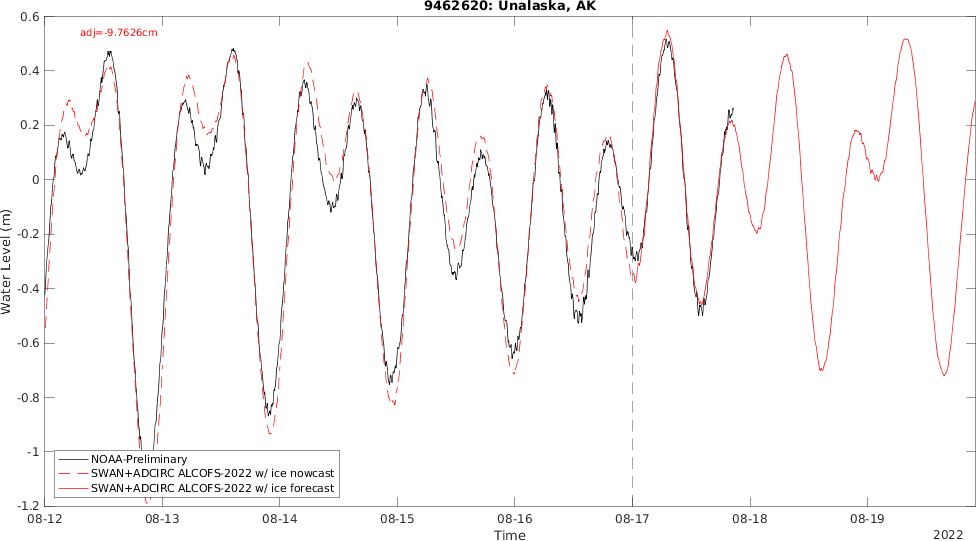 9462620: Unalaska, AK
adj=-9.7626cm
0.6
0.4
0.2
0
-0.2
-0.4
-0.6
-0.8
-1
-1.2
Water Level (m)
NOAA-Preliminary
SWAN+ADCIRC ALCOFS-2022 w/ ice nowcast
SWAN+ADCIRC ALCOFS-2022 w/ ice forecast
08-12 08-13 08-14 08-15 08-16 08-17 08-18 08-19
Time
2022